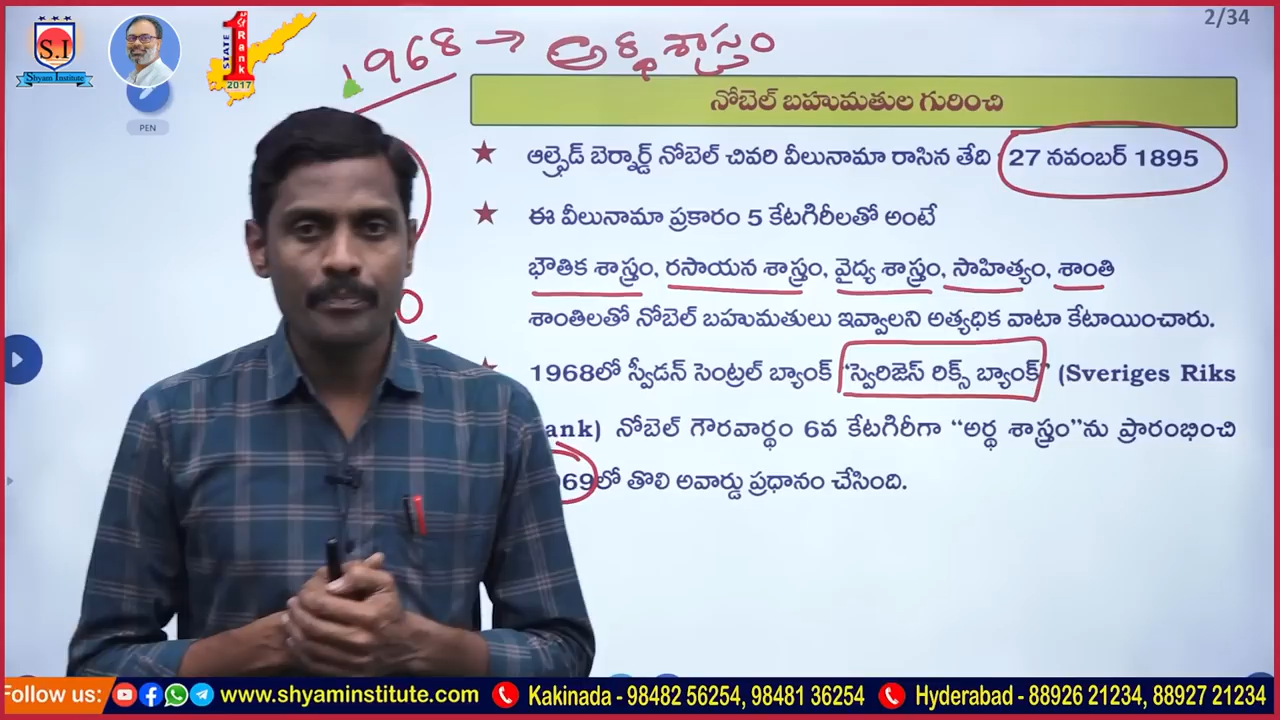 2/34
S.I
Shyam Institute
STATE 1st Rank
2017
PEN
1968 → అర్థశాస్త్రం
నోబెల్ బహుమతుల గురించి
★ ఆల్ఫ్రెడ్ బెర్నార్డ్ నోబెల్ చివరి వీలునామా రాసిన తేది 27 నవంబర్ 1895
★ ఈ వీలునామా ప్రకారం 5 కేటగిరీలతో అంటే
భౌతిక శాస్త్రం, రసాయన శాస్త్రం, వైద్య శాస్త్రం, సాహిత్యం, శాంతి
శాంతిలతో నోబెల్ బహుమతులు ఇవ్వాలని అత్యధిక వాటా కేటాయించారు.
1968లో స్వీడన్ సెంట్రల్ బ్యాంక్ “స్వెరిజెస్ రిక్స్ బ్యాంక్” (Sveriges Riks
ank) నోబెల్ గౌరవార్థం 6వ కేటగిరీగా “అర్థ శాస్త్రం”ను ప్రారంభించి
69లో తొలి అవార్డు ప్రధానం చేసింది.
Follow us: www.shyaminstitute.com Kakinada - 98482 56254, 98481 36254 Hyderabad - 88926 21234, 88927 21234